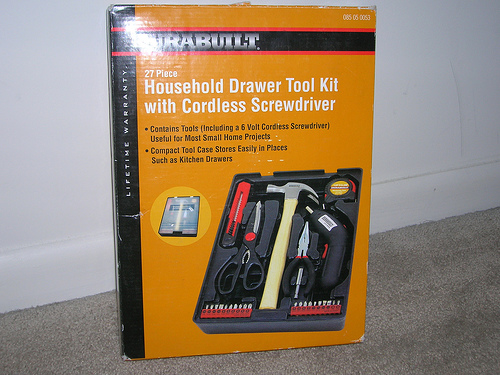 085 05 0053
DURABUILT
LIFETIME WARRANTY
27 Piece
Household Drawer Tool Kit
with Cordless Screwdriver
• Contains Tools (Including a 6 Volt Cordless Screwdriver)
Useful for Most Small Home Projects
• Compact Tool Case Stores Easily in Places
Such as Kitchen Drawers